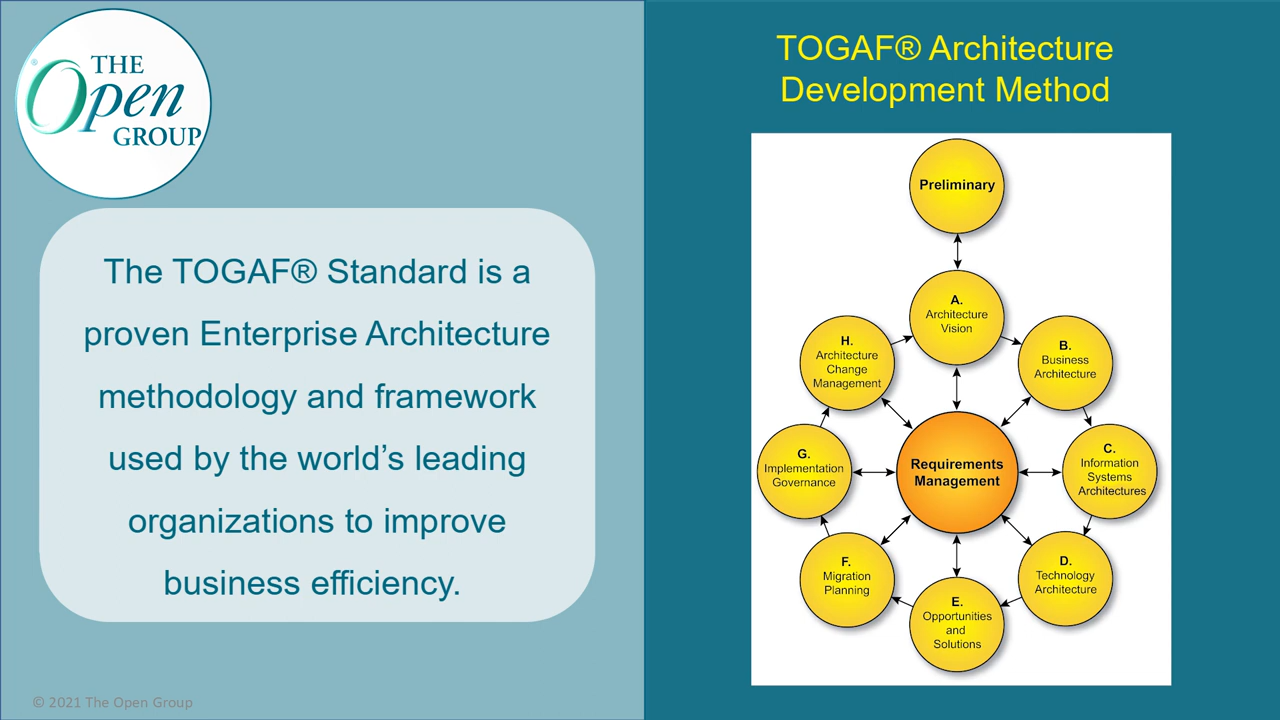 THE
Open
GROUP
®
The TOGAF® Standard is a
proven Enterprise Architecture
methodology and framework
used by the world’s leading
organizations to improve
business efficiency.
© 2021 The Open Group
TOGAF® Architecture
Development Method
Preliminary
A.
Architecture
Vision
B.
Business
Architecture
C.
Information
Systems
Architectures
D.
Technology
Architecture
E.
Opportunities
and
Solutions
F.
Migration
Planning
G.
Implementation
Governance
H.
Architecture
Change
Management
Requirements
Management